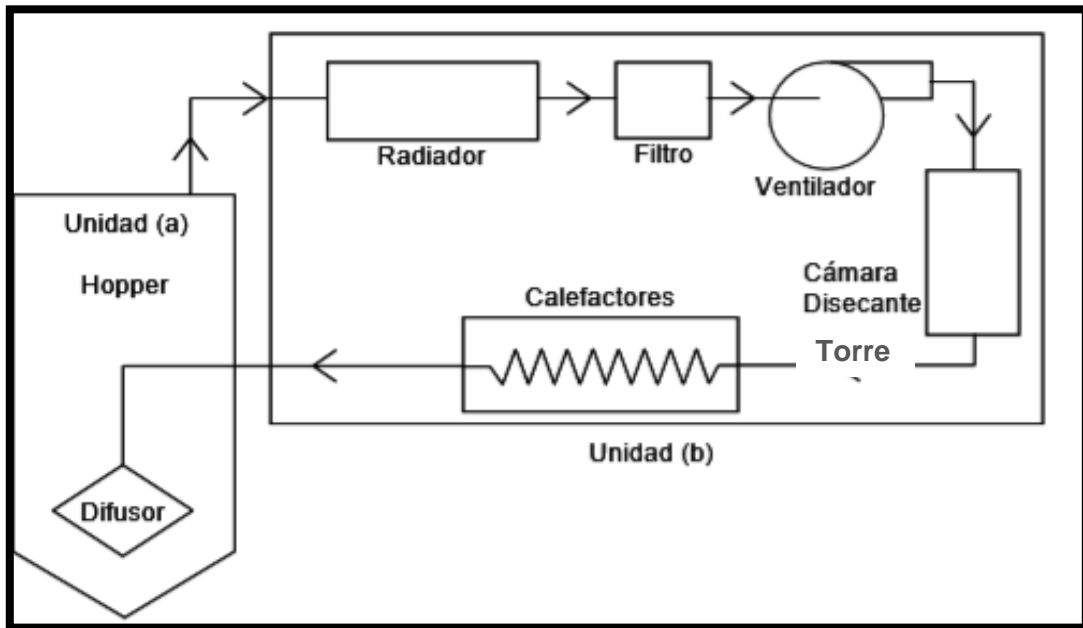 Radiador
Filtro
Ventilador
Unidad (a)
Hopper
Cámara
Disecante
Torre
Calefactores
Difusor
Unidad (b)